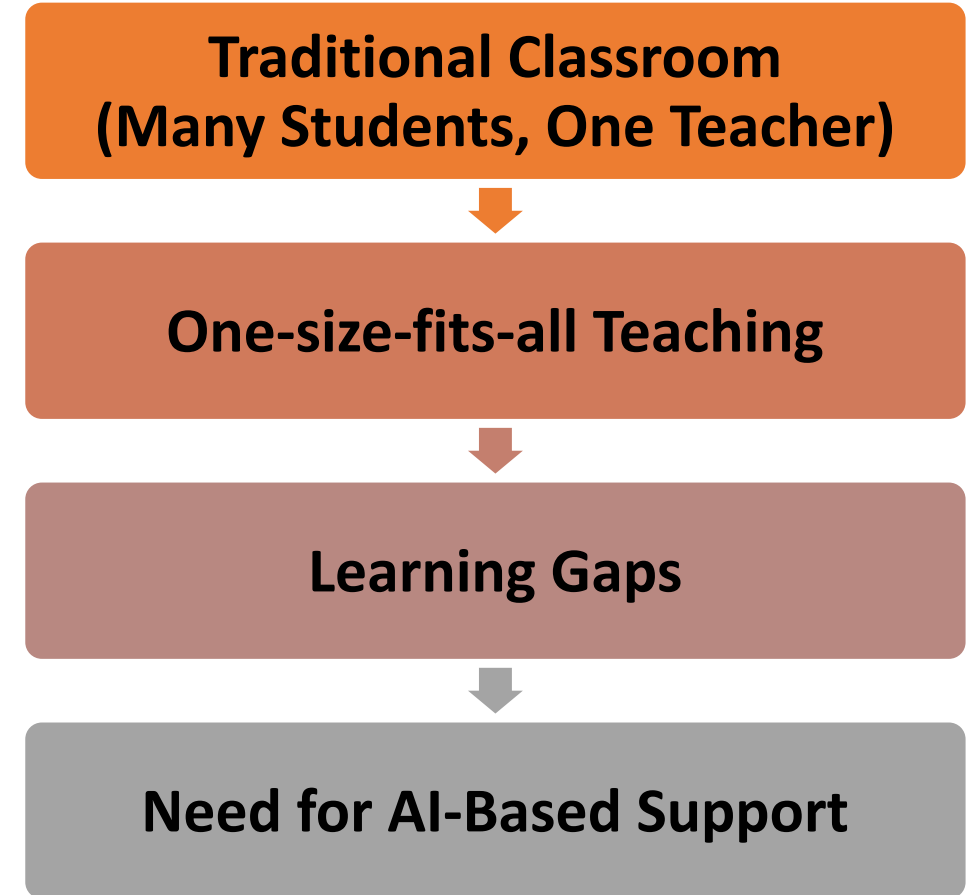 Traditional Classroom
(Many Students, One Teacher)
One-size-fits-all Teaching
Learning Gaps
Need for AI-Based Support